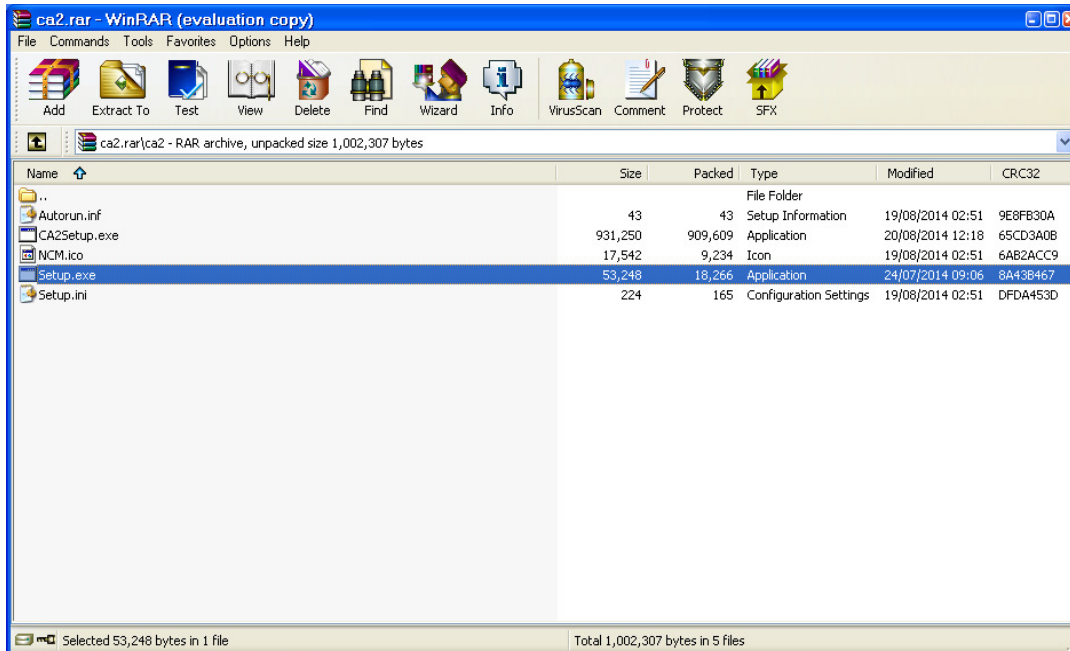 ca2.rar - WinRAR (evaluation copy)
File Commands Tools Favorites Options Help
Add Extract To Test View Delete Find Wizard Info VirusScan Comment Protect SFX
ca2.rar\ca2 - RAR archive, unpacked size 1,002,307 bytes
Name Size Packed Type Modified CRC32
.. File Folder
Autorun.inf 43 43 Setup Information 19/08/2014 02:51 9E8FB30A
CA2Setup.exe 931,250 909,609 Application 20/08/2014 12:18 65CD3A0B
NCM.ico 17,542 9,234 Icon 19/08/2014 02:51 6AB2ACC9
Setup.exe 53,248 18,266 Application 24/07/2014 09:06 8A43B467
Setup.ini 224 165 Configuration Settings 19/08/2014 02:51 DFDA453D
Selected 53,248 bytes in 1 file Total 1,002,307 bytes in 5 files